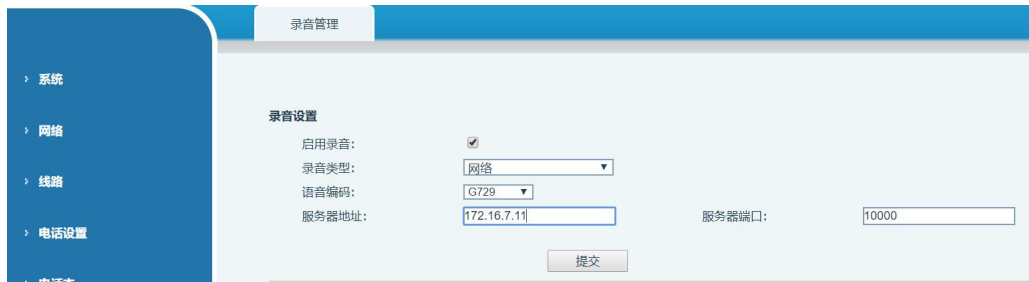 录音管理
系统
网络
线路
电话设置
录音设置
启用录音:
录音类型: 网络
语音编码: G729
服务器地址: 172.16.7.11 服务器端口: 10000
提交